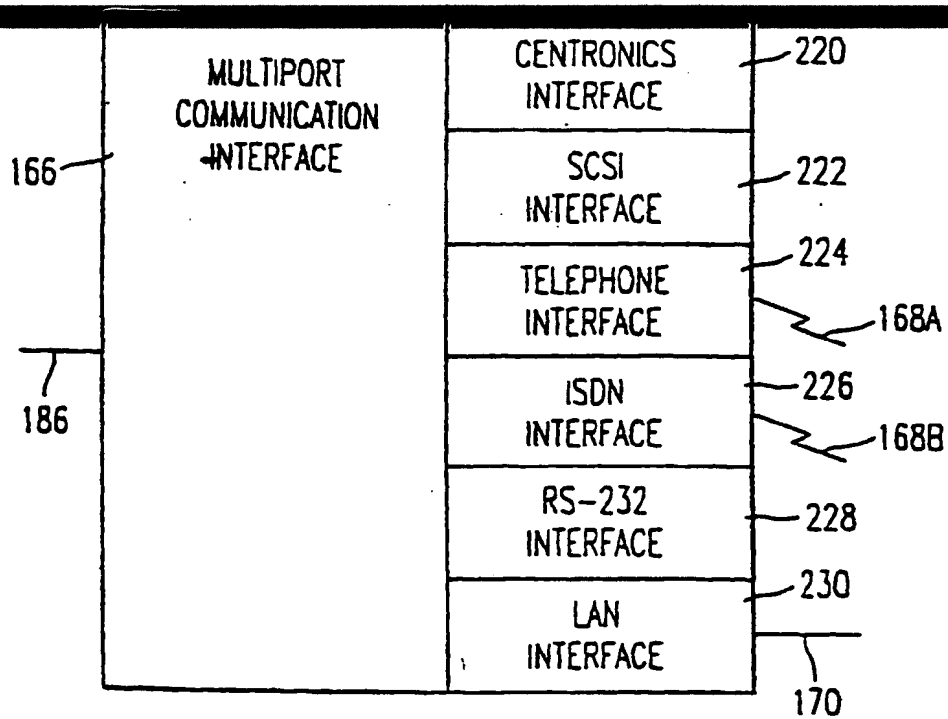 MULTIPORT
COMMUNICATION
INTERFACE
166
186
CENTRONICS
INTERFACE
220
SCSI
INTERFACE
222
224
TELEPHONE
INTERFACE
168A
ISDN
INTERFACE
226
168B
RS-232
INTERFACE
228
230
LAN
INTERFACE
170